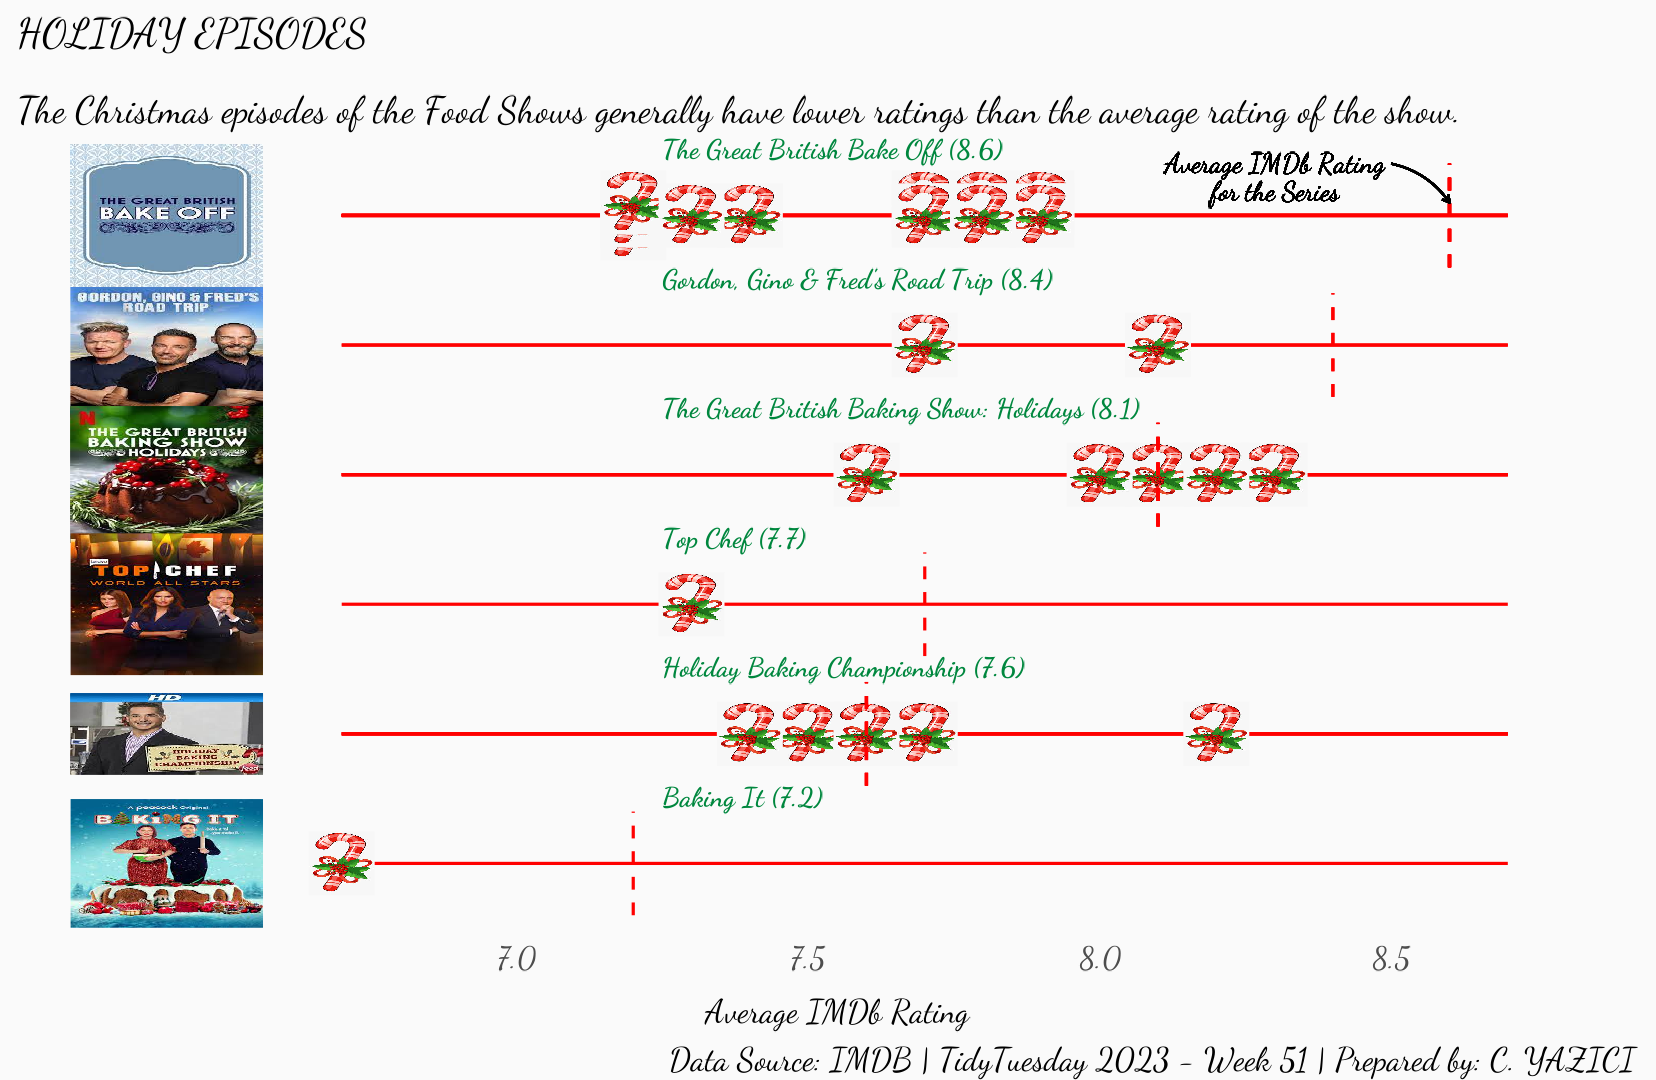 HOLIDAY EPISODES
The Christmas episodes of the Food Shows generally have lower ratings than the average rating of the show.
The Great British Bake Off (8.6)
Average IMDb Rating
for the Series
THE GREAT BRITISH
BAKE OFF
Gordon, Gino & Fred's Road Trip (8.4)
GORDON, GINO & FRED'S
ROAD TRIP
The Great British Baking Show: Holidays (8.1)
N
THE GREAT BRITISH
BAKING SHOW
HOLIDAYS
Top Chef (7.7)
TOP CHEF
WORLD ALL STARS
Holiday Baking Championship (7.6)
HD
HOLIDAY
BAKING
CHAMPIONSHIP
Baking It (7.2)
A peacock Original
BAKING IT
7.0 7.5 8.0 8.5
Average IMDb Rating
Data Source: IMDB | TidyTuesday 2023 - Week 51 | Prepared by: C. YAZICI